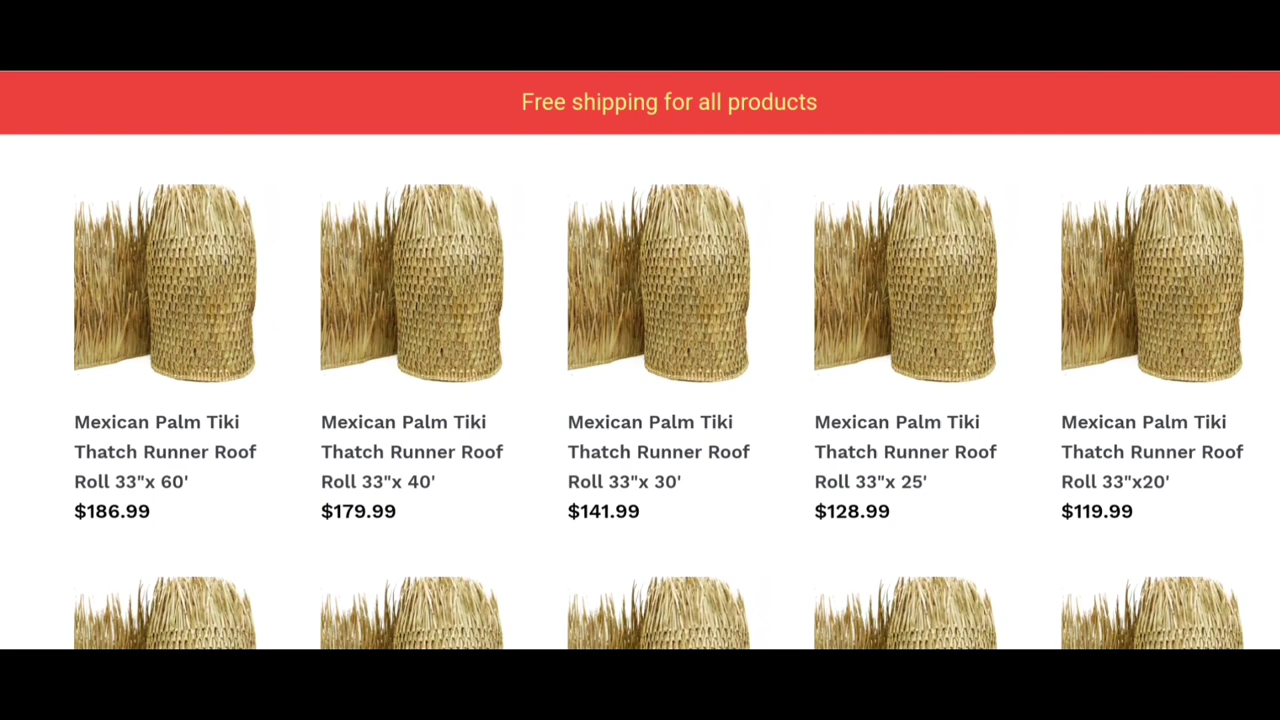 Free shipping for all products
Mexican Palm Tiki
Thatch Runner Roof
Roll 33"x 60'
$186.99
Mexican Palm Tiki
Thatch Runner Roof
Roll 33"x 40'
$179.99
Mexican Palm Tiki
Thatch Runner Roof
Roll 33"x 30'
$141.99
Mexican Palm Tiki
Thatch Runner Roof
Roll 33"x 25'
$128.99
Mexican Palm Tiki
Thatch Runner Roof
Roll 33"x20'
$119.99